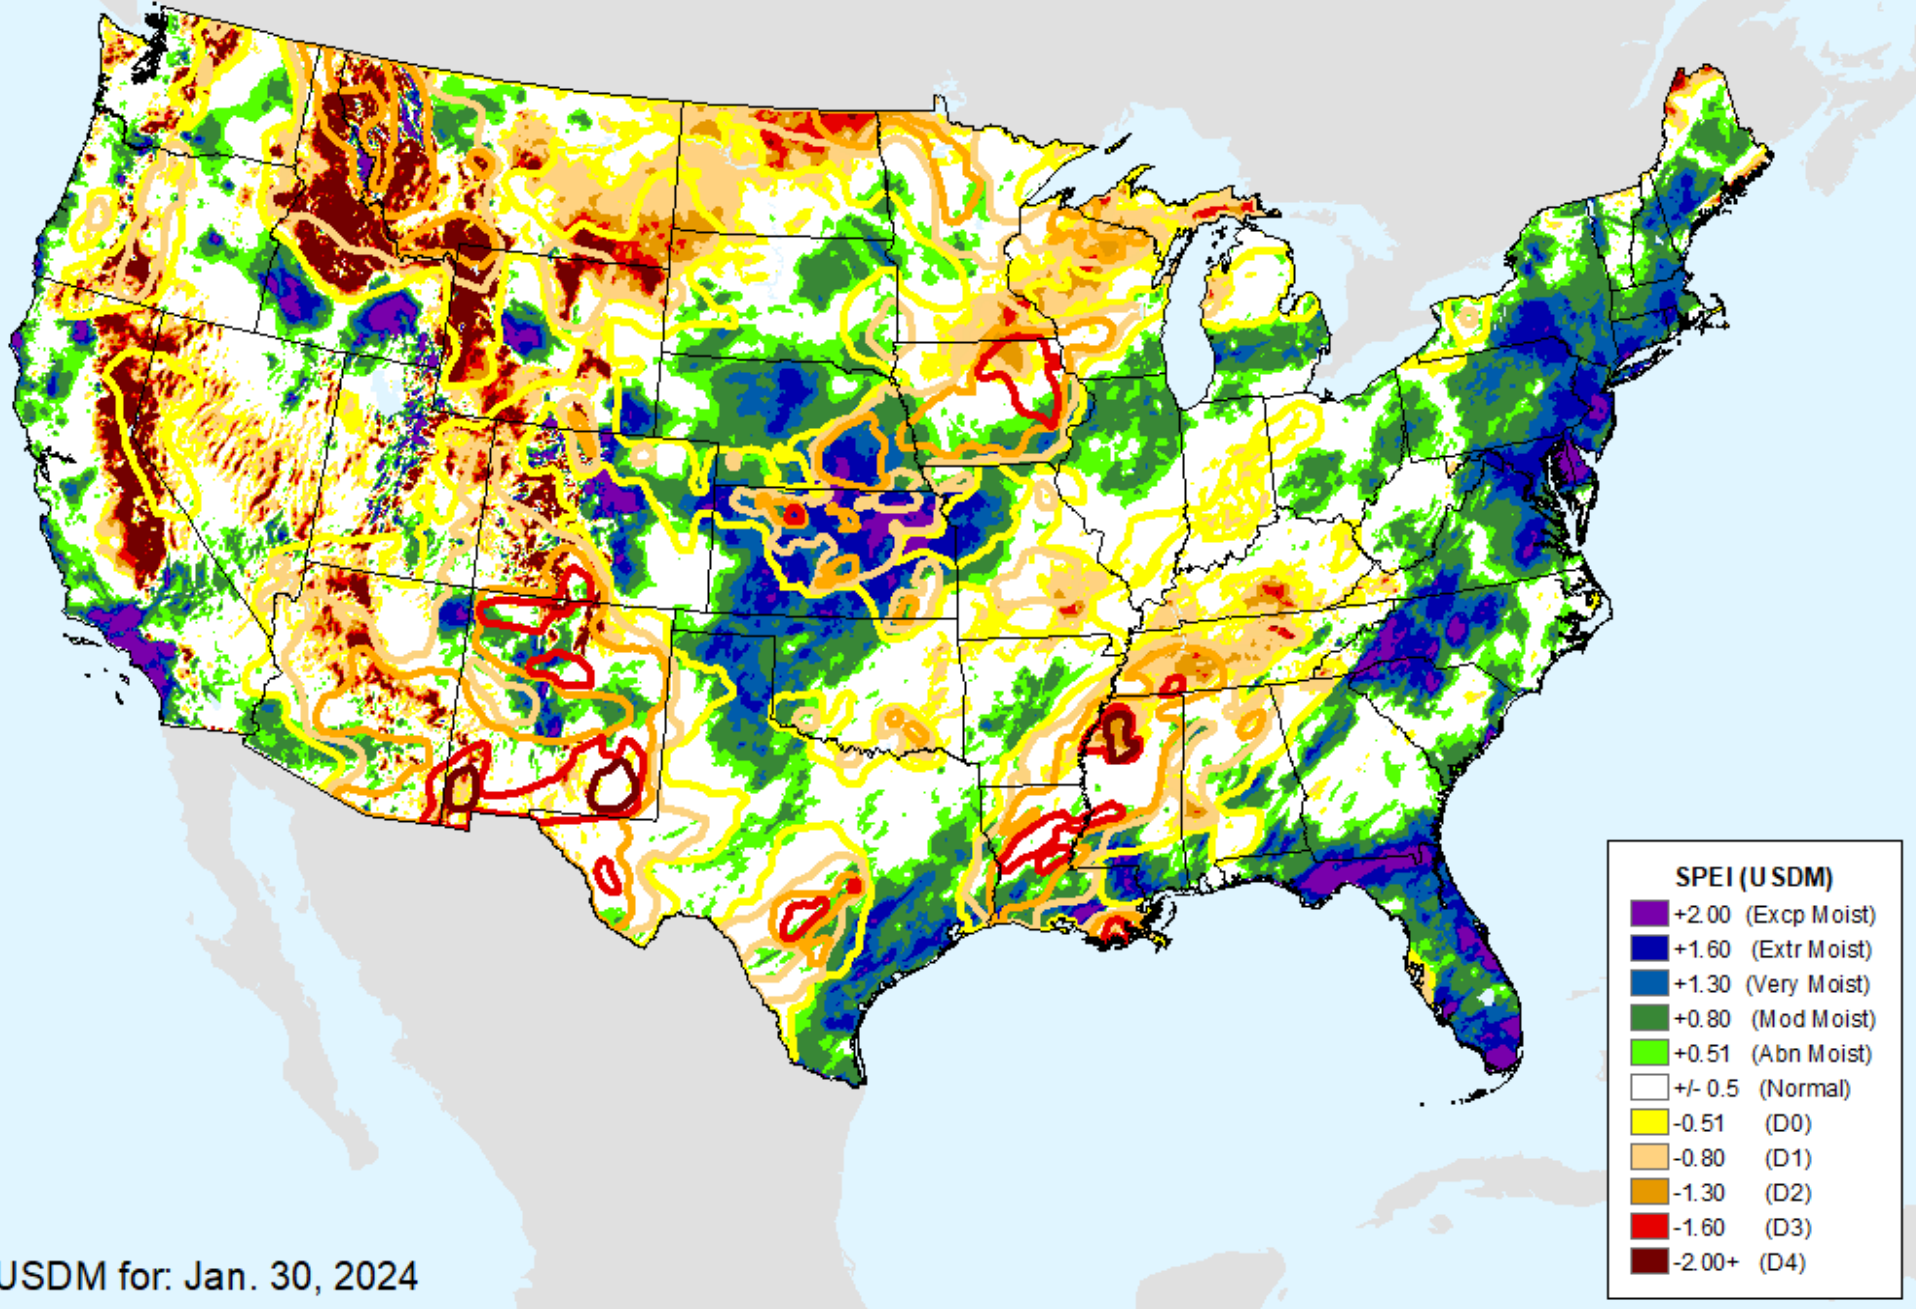 SPEI (USDM)
+2.00 (Excp Moist)
+1.60 (Extr Moist)
+1.30 (Very Moist)
+0.80 (Mod Moist)
+0.51 (Abn Moist)
+/- 0.5 (Normal)
-0.51 (D0)
-0.80 (D1)
-1.30 (D2)
-1.60 (D3)
-2.00+ (D4)
USDM for: Jan. 30, 2024